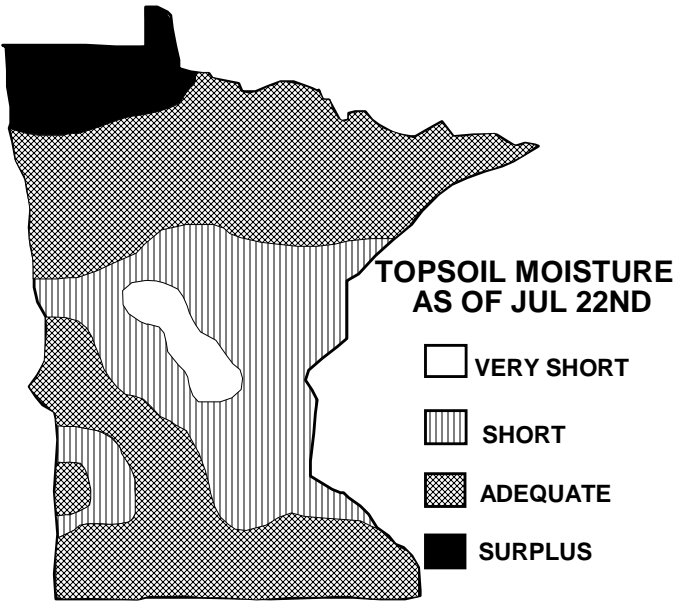 TOPSOIL MOISTURE
AS OF JUL 22ND
VERY SHORT
SHORT
ADEQUATE
SURPLUS